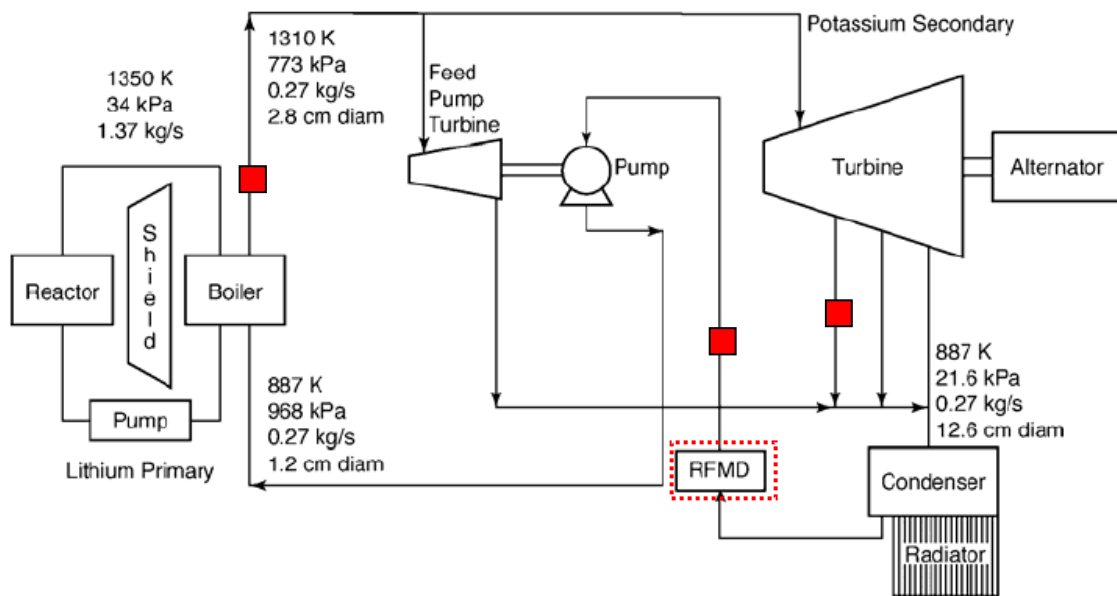 Potassium Secondary
1310 K
773 kPa
0.27 kg/s
2.8 cm diam
1350 K
34 kPa
1.37 kg/s
Feed
Pump
Turbine
Pump
Turbine
Alternator
Shield
Reactor
Boiler
887 K
968 kPa
0.27 kg/s
1.2 cm diam
887 K
21.6 kPa
0.27 kg/s
12.6 cm diam
Pump
Lithium Primary
RFMD
Condenser
Radiator